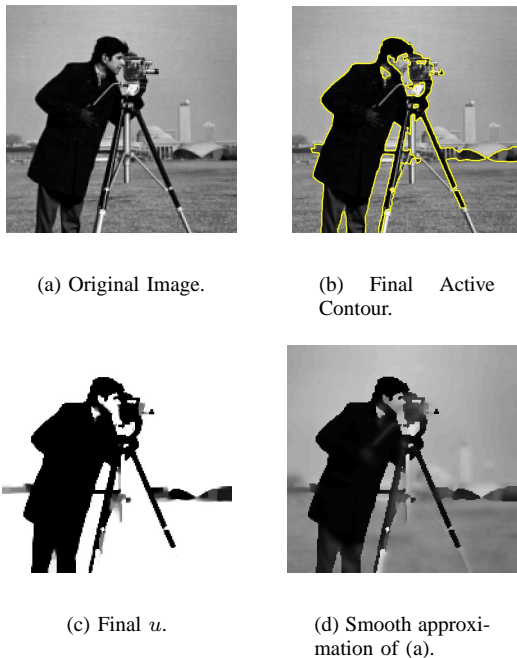 (a) Original Image.
(b) Final Active
Contour.
(c) Final u.
(d) Smooth approxi-
mation of (a).